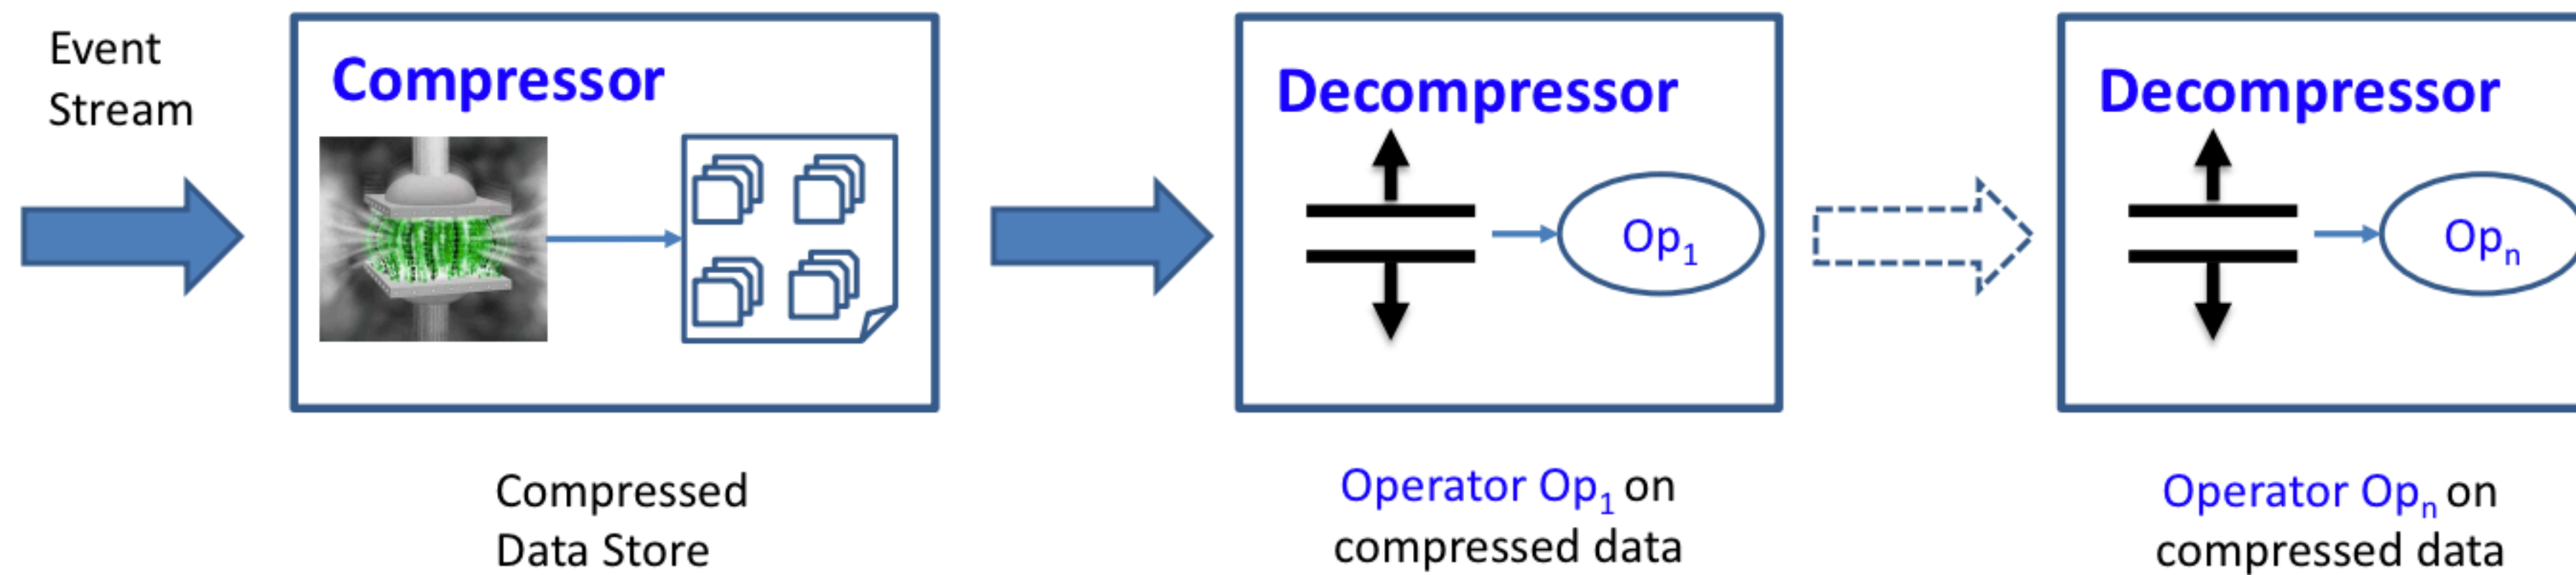 Event
Stream
Compressor
Compressed
Data Store
Decompressor
Op₁
Operator Op₁ on
compressed data
Decompressor
Opₙ
Operator Opₙ on
compressed data